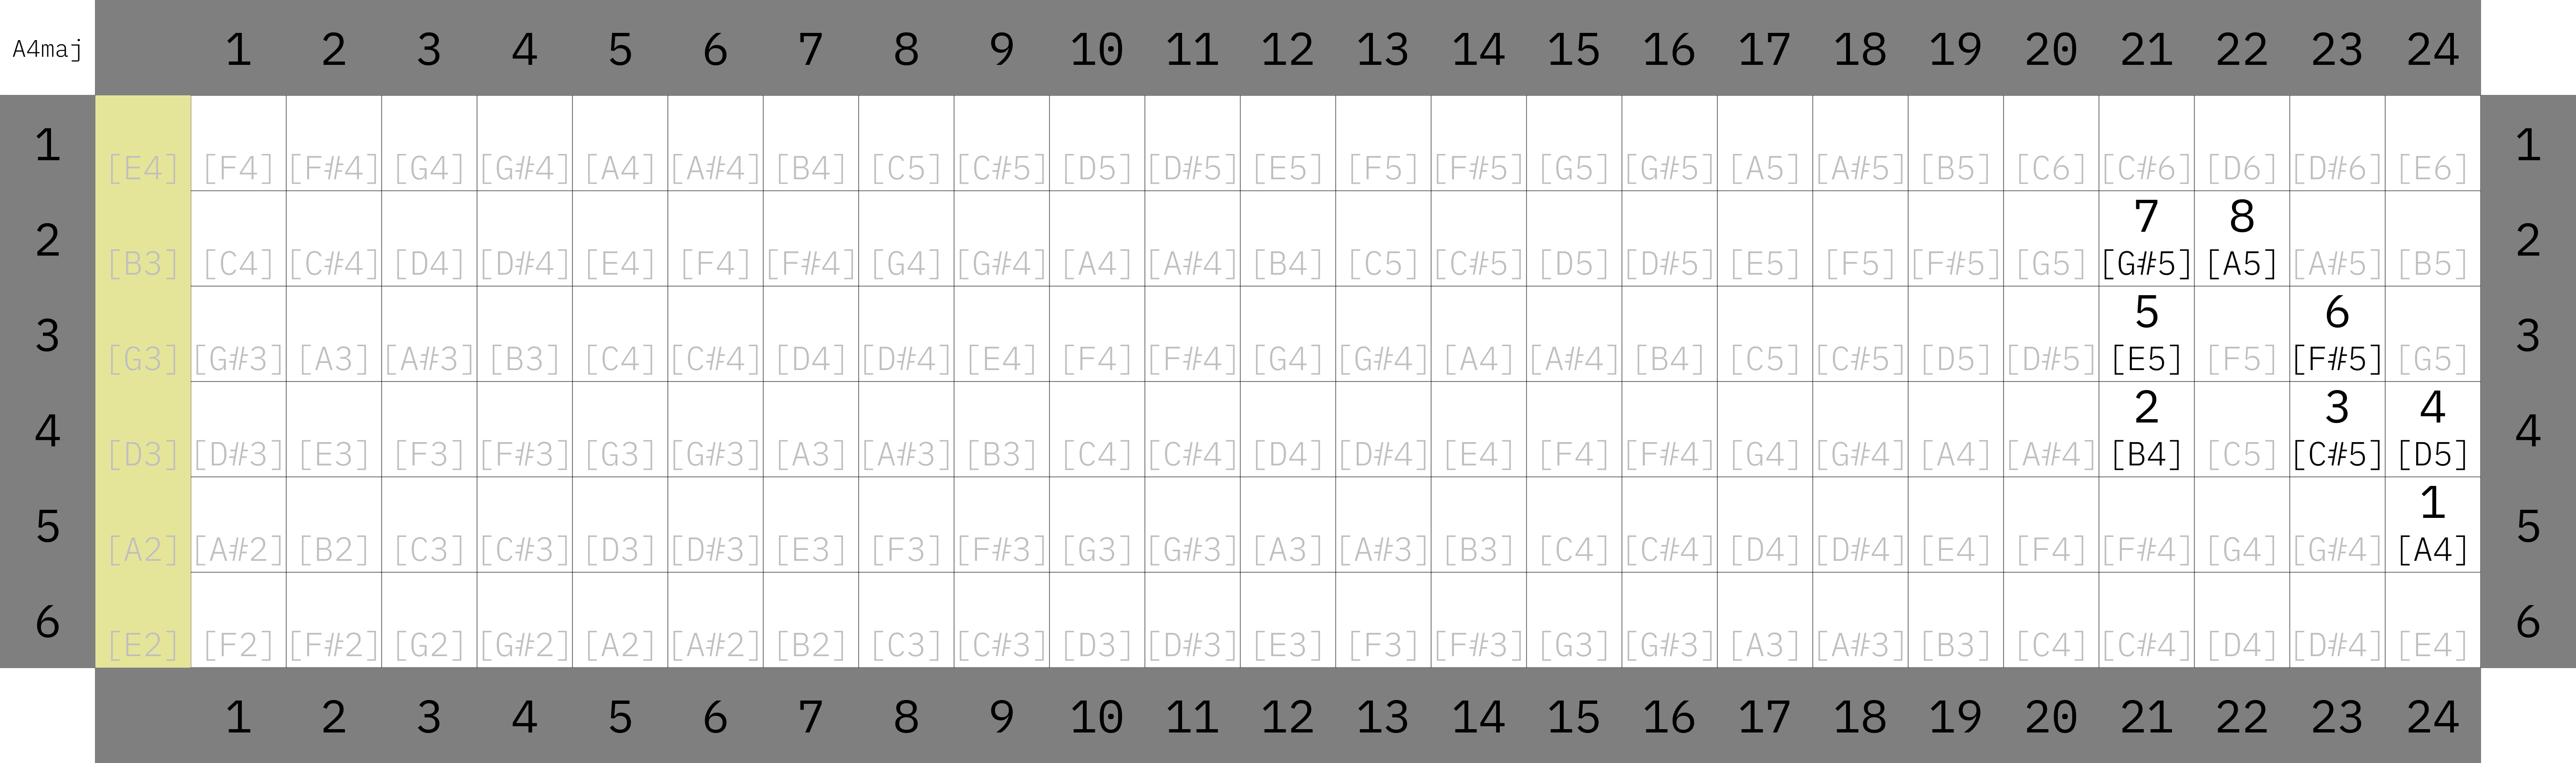 A4maj 1 2 3 4 5 6 7 8 9 10 11 12 13 14 15 16 17 18 19 20 21 22 23 24
1 [E4] [F4] [F#4] [G4] [G#4] [A4] [A#4] [B4] [C5] [C#5] [D5] [D#5] [E5] [F5] [F#5] [G5] [G#5] [A5] [A#5] [B5] [C6] [C#6] [D6] [D#6] [E6] 1
7 8
2 [B3] [C4] [C#4] [D4] [D#4] [E4] [F4] [F#4] [G4] [G#4] [A4] [A#4] [B4] [C5] [C#5] [D5] [D#5] [E5] [F5] [F#5] [G5] [G#5] [A5] [A#5] [B5] 2
5 6
3 [G3] [G#3] [A3] [A#3] [B3] [C4] [C#4] [D4] [D#4] [E4] [F4] [F#4] [G4] [G#4] [A4] [A#4] [B4] [C5] [C#5] [D5] [D#5] [E5] [F5] [F#5] [G5] 3
2 3 4
4 [D3] [D#3] [E3] [F3] [F#3] [G3] [G#3] [A3] [A#3] [B3] [C4] [C#4] [D4] [D#4] [E4] [F4] [F#4] [G4] [G#4] [A4] [A#4] [B4] [C5] [C#5] [D5] 4
1
5 [A2] [A#2] [B2] [C3] [C#3] [D3] [D#3] [E3] [F3] [F#3] [G3] [G#3] [A3] [A#3] [B3] [C4] [C#4] [D4] [D#4] [E4] [F4] [F#4] [G4] [G#4] [A4] 5
6 [E2] [F2] [F#2] [G2] [G#2] [A2] [A#2] [B2] [C3] [C#3] [D3] [D#3] [E3] [F3] [F#3] [G3] [G#3] [A3] [A#3] [B3] [C4] [C#4] [D4] [D#4] [E4] 6
1 2 3 4 5 6 7 8 9 10 11 12 13 14 15 16 17 18 19 20 21 22 23 24